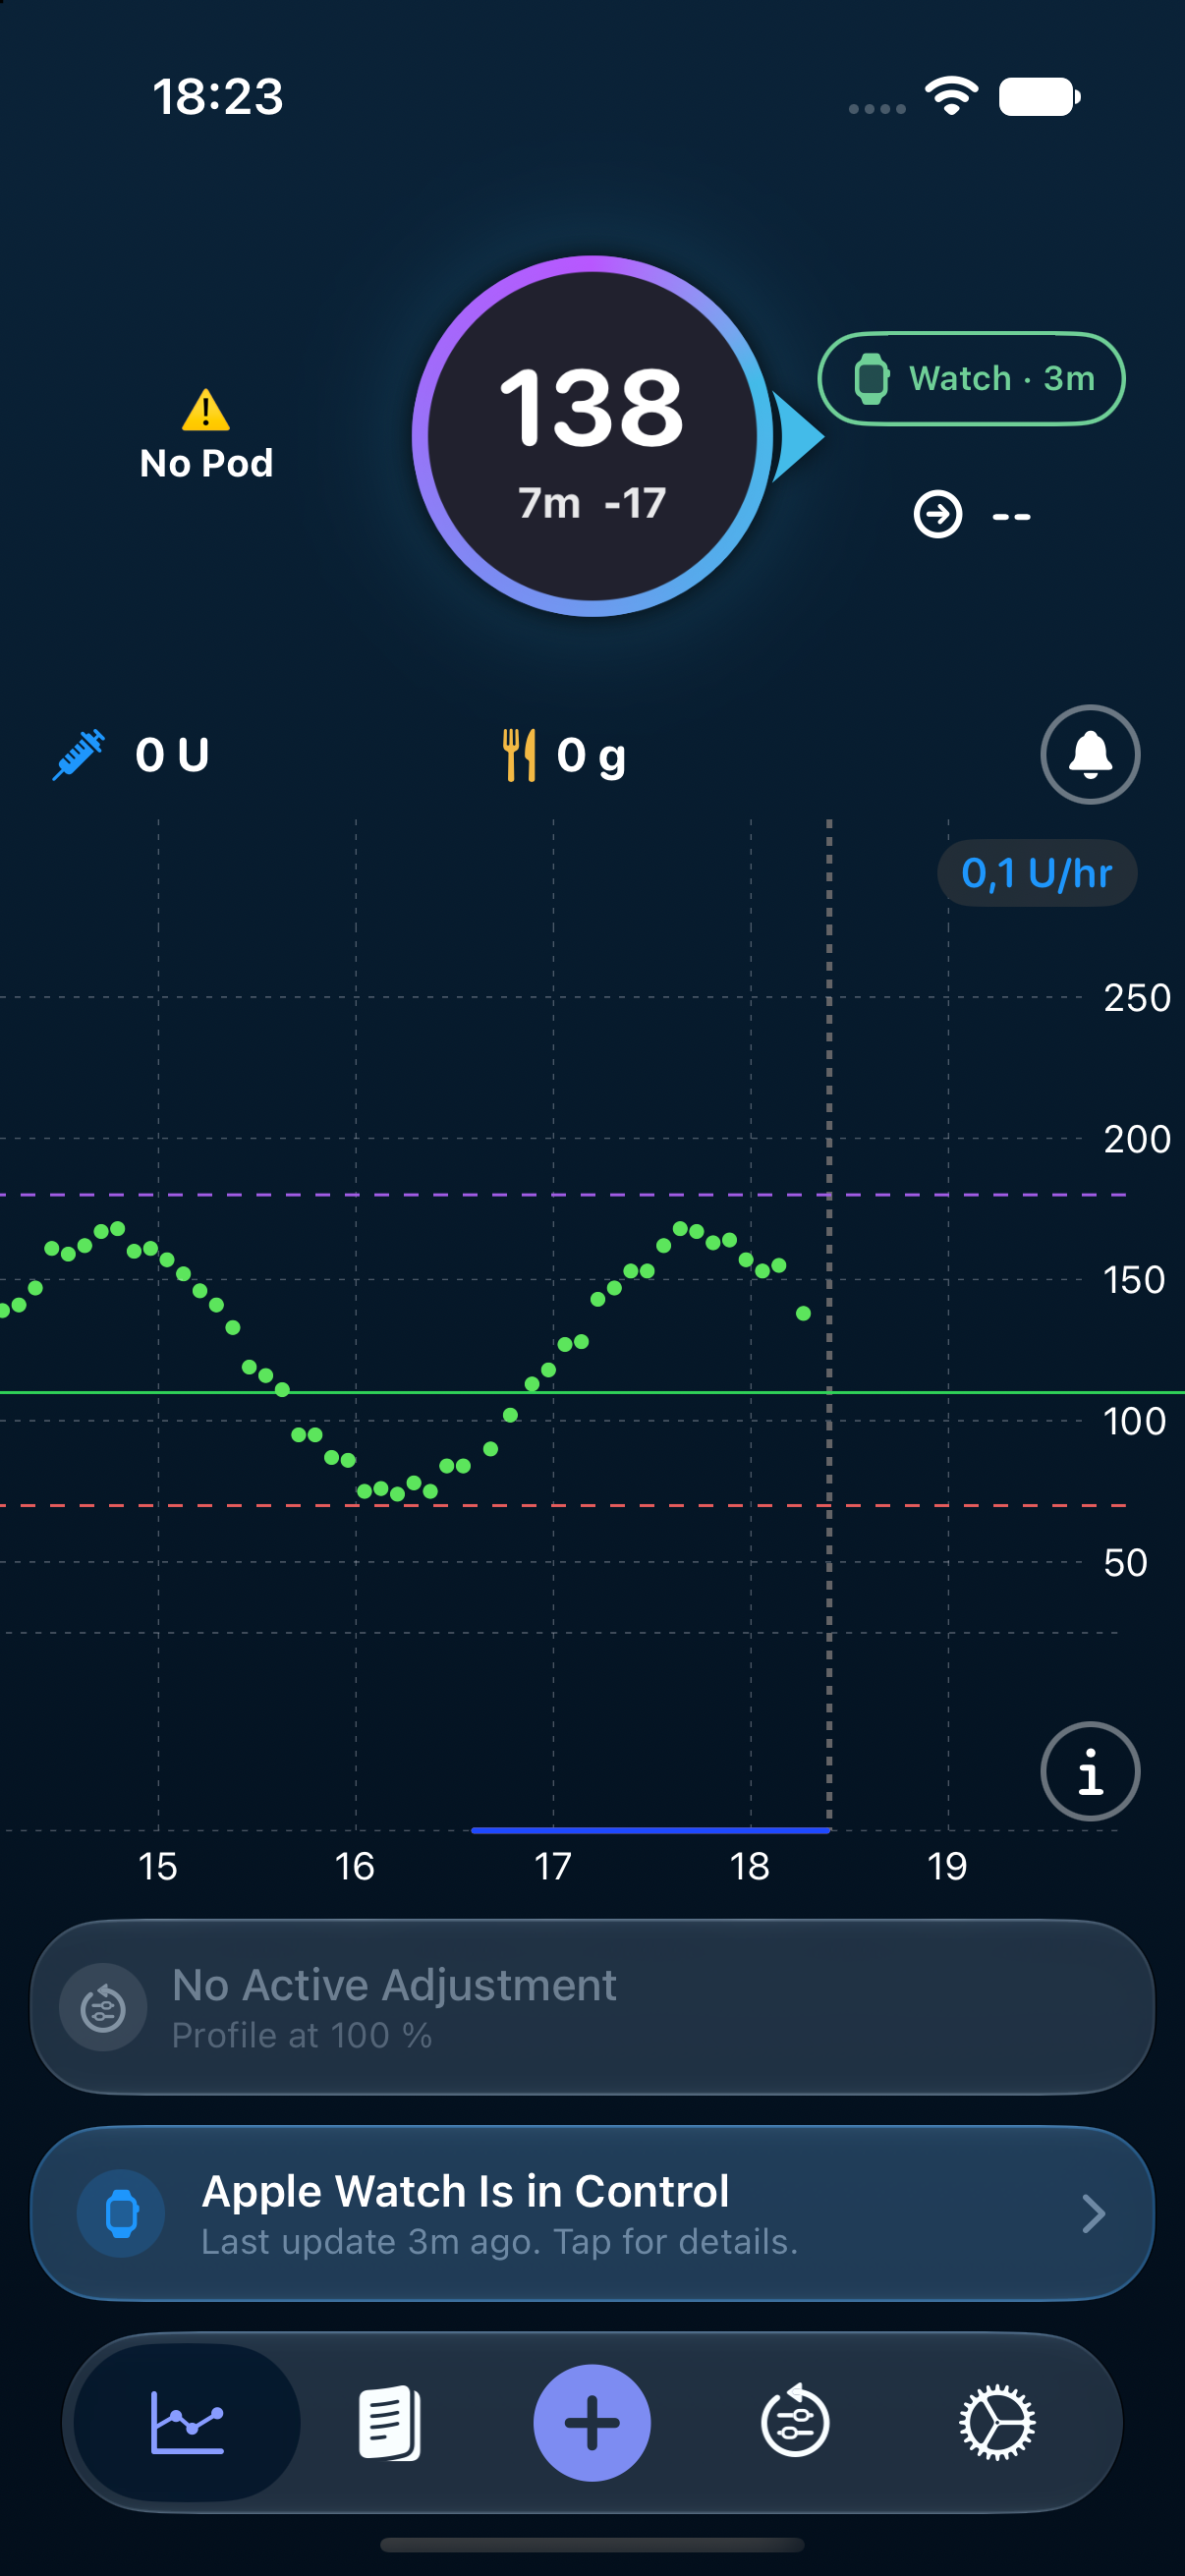 18:23
Watch · 3m
138
7m -17
No Pod
--
0 U
0 g
0,1 U/hr
250
200
150
100
50
15 16 17 18 19
No Active Adjustment
Profile at 100 %
Apple Watch Is in Control
Last update 3m ago. Tap for details.